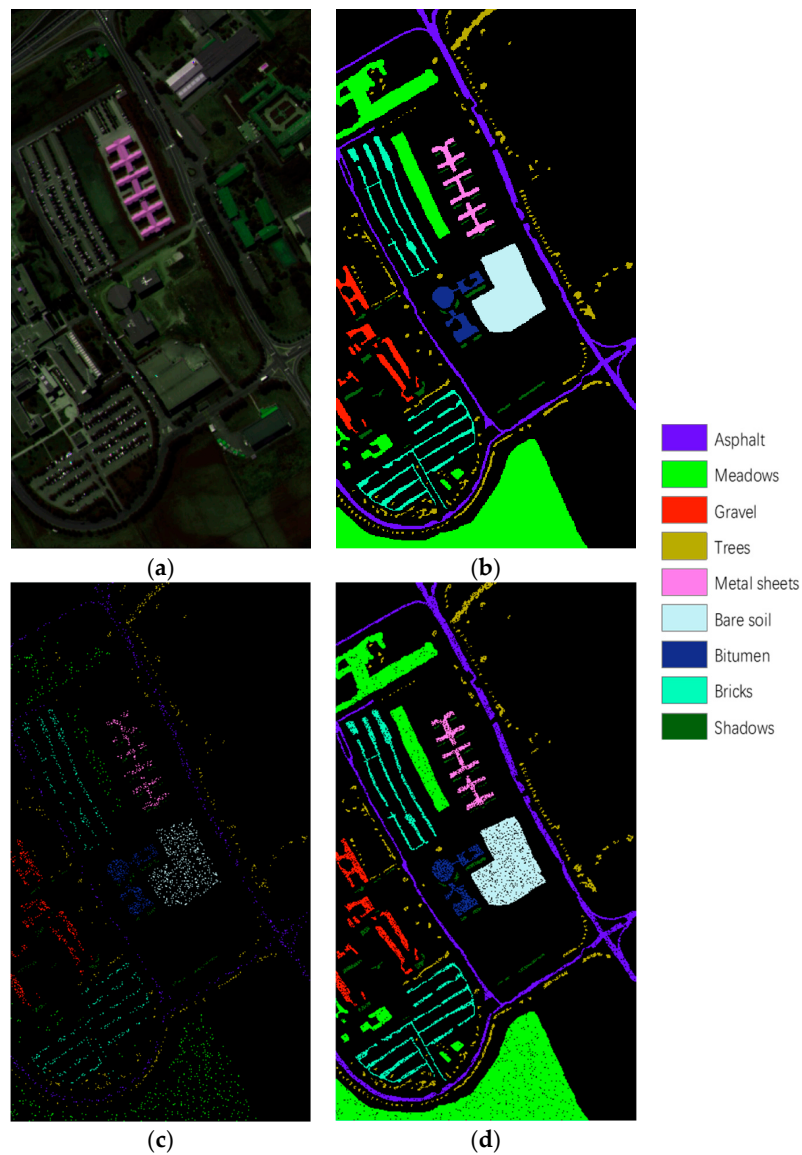 (a)
(b)
Asphalt
Meadows
Gravel
Trees
Metal sheets
Bare soil
Bitumen
Bricks
Shadows
(c)
(d)